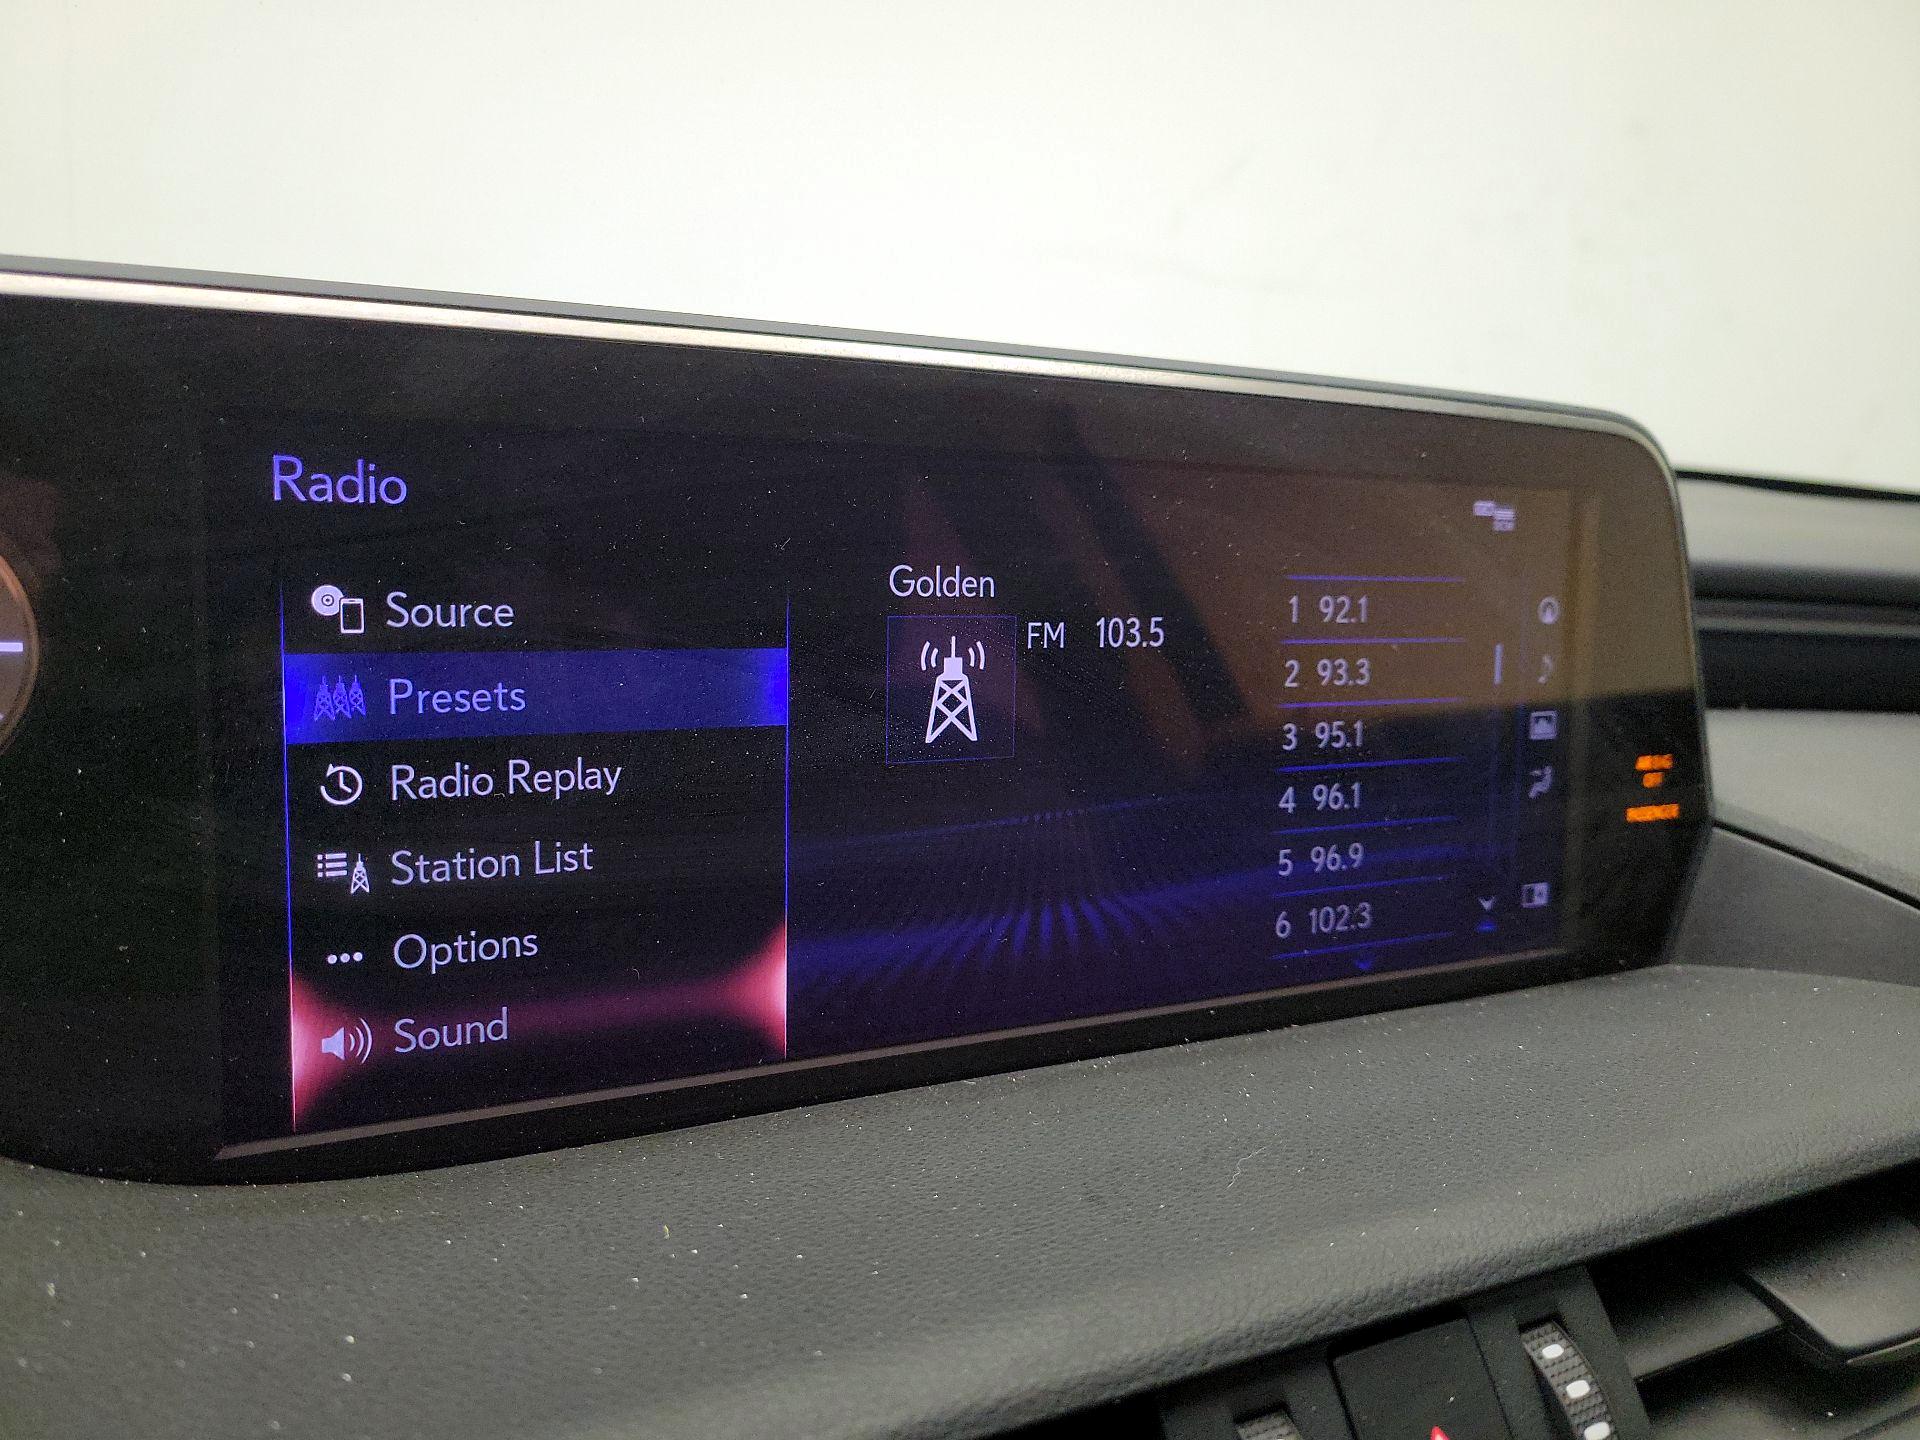 Radio
Source
Presets
Radio Replay
Station List
Options
Sound
Golden
FM 103.5
1 92.1
2 93.3
3 95.1
4 96.1
5 96.9
6 102.3
PASSENGER